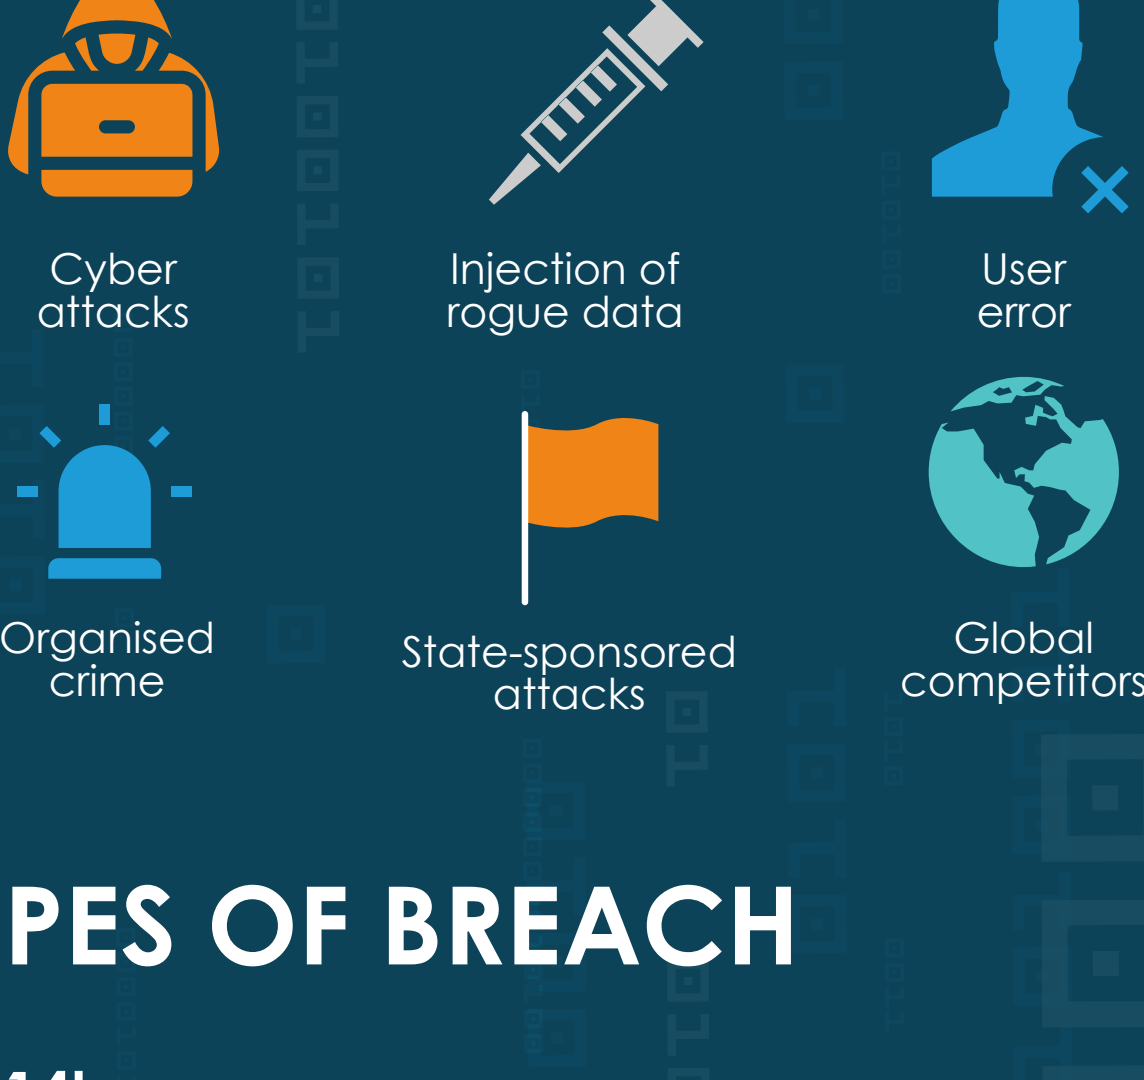 Cyber
attacks
Injection of
rogue data
User
error
Organised
crime
State-sponsored
attacks
Global
competitors
PES OF BREACH